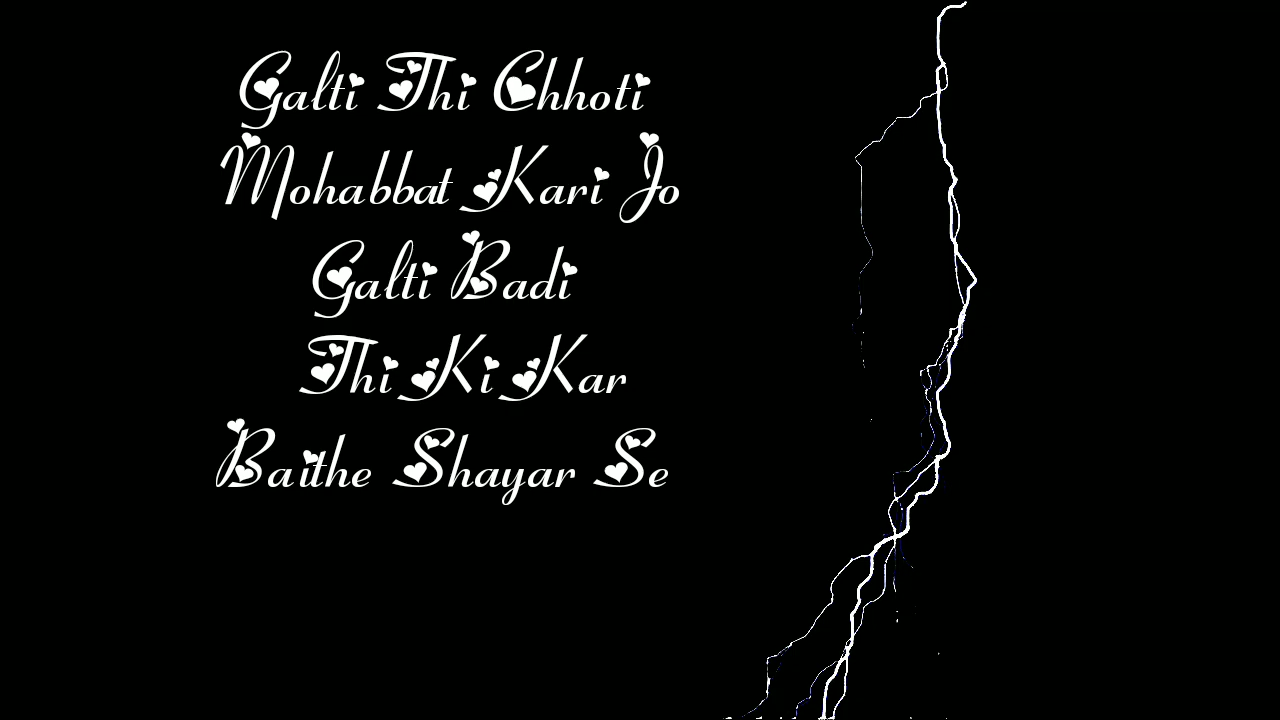 Galti Thi Chhoti
Mohabbat Kari Jo
Galti Badi
Thi Ki Kar
Baithe Shayar Se